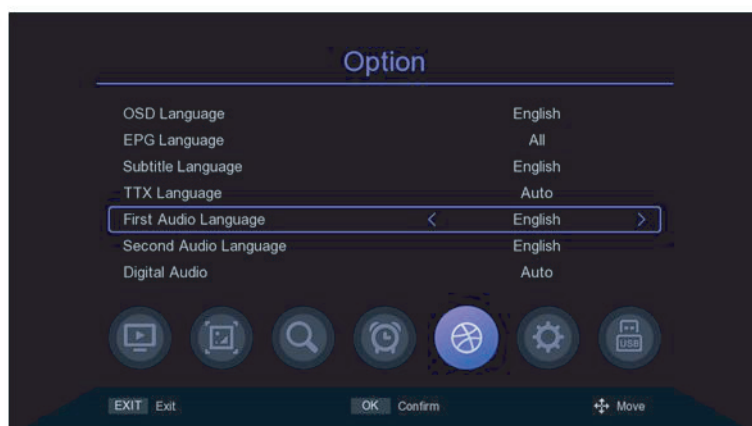 Option
OSD Language English
EPG Language All
Subtitle Language English
TTX Language Auto
First Audio Language < English >
Second Audio Language English
Digital Audio Auto
USB
EXIT Exit OK Confirm Move